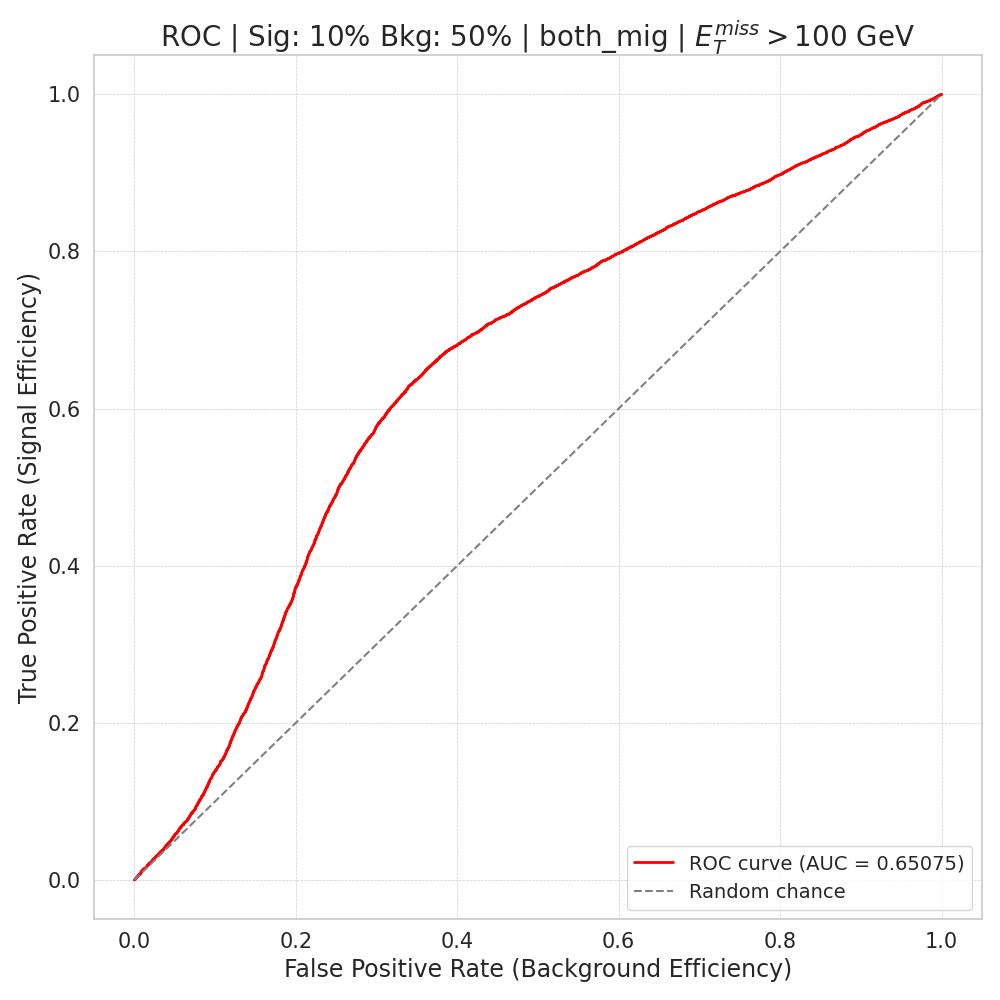 ROC | Sig: 10% Bkg: 50% | both_mig | $E_T^{miss} > 100$ GeV
1.0
0.8
0.6
0.4
0.2
0.0
True Positive Rate (Signal Efficiency)
ROC curve (AUC = 0.65075)
Random chance
0.0 0.2 0.4 0.6 0.8 1.0
False Positive Rate (Background Efficiency)